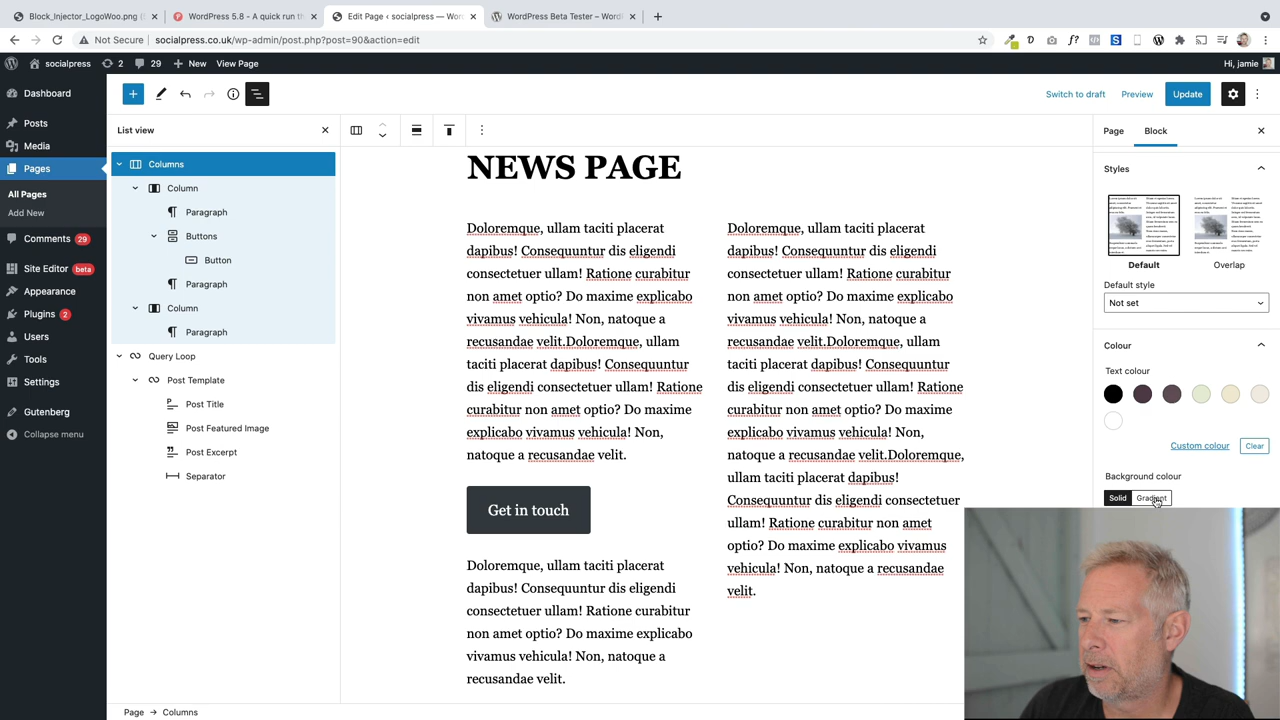 Block_Injector_LogoWoo.png (
WordPress 5.8 - A quick run th
Edit Page ‹ socialpress — Wor
WordPress Beta Tester – WordP
Not Secure
socialpress.co.uk/wp-admin/post.php?post=90&action=edit
socialpress
2
29
New
View Page
Hi, jamie
Dashboard
Posts
Media
Pages
All Pages
Add New
Comments 29
Site Editor beta
Appearance
Plugins 2
Users
Tools
Settings
Gutenberg
Collapse menu
Switch to draft
Preview
Update
List view
Columns
Column
Paragraph
Buttons
Button
Paragraph
Column
Paragraph
Query Loop
Post Template
Post Title
Post Featured Image
Post Excerpt
Separator
NEWS PAGE
Doloremque, ullam taciti placerat
dapibus! Consequuntur dis eligendi
consectetuer ullam! Ratione curabitur
non amet optio? Do maxime explicabo
vivamus vehicula! Non, natoque a
recusandae velit.Doloremque, ullam
taciti placerat dapibus! Consequuntur
dis eligendi consectetuer ullam! Ratione
curabitur non amet optio? Do maxime
explicabo vivamus vehicula! Non,
natoque a recusandae velit.
Get in touch
Doloremque, ullam taciti placerat
dapibus! Consequuntur dis eligendi
consectetuer ullam! Ratione curabitur
non amet optio? Do maxime explicabo
vivamus vehicula! Non, natoque a
recusandae velit.
Doloremque, ullam taciti placerat
dapibus! Consequuntur dis eligendi
consectetuer ullam! Ratione curabitur
non amet optio? Do maxime explicabo
vivamus vehicula! Non, natoque a
recusandae velit.Doloremque, ullam
taciti placerat dapibus! Consequuntur
dis eligendi consectetuer ullam! Ratione
curabitur non amet optio? Do maxime
explicabo vivamus vehicula! Non,
natoque a recusandae velit.Doloremque,
ullam taciti placerat dapibus!
Consequuntur dis eligendi consectetuer
ullam! Ratione curabitur non amet
optio? Do maxime explicabo vivamus
vehicula! Non, natoque a recusandae
velit.
Page
Block
Styles
Default
Overlap
Default style
Not set
Colour
Text colour
Custom colour
Clear
Background colour
Solid
Gradient
Page → Columns